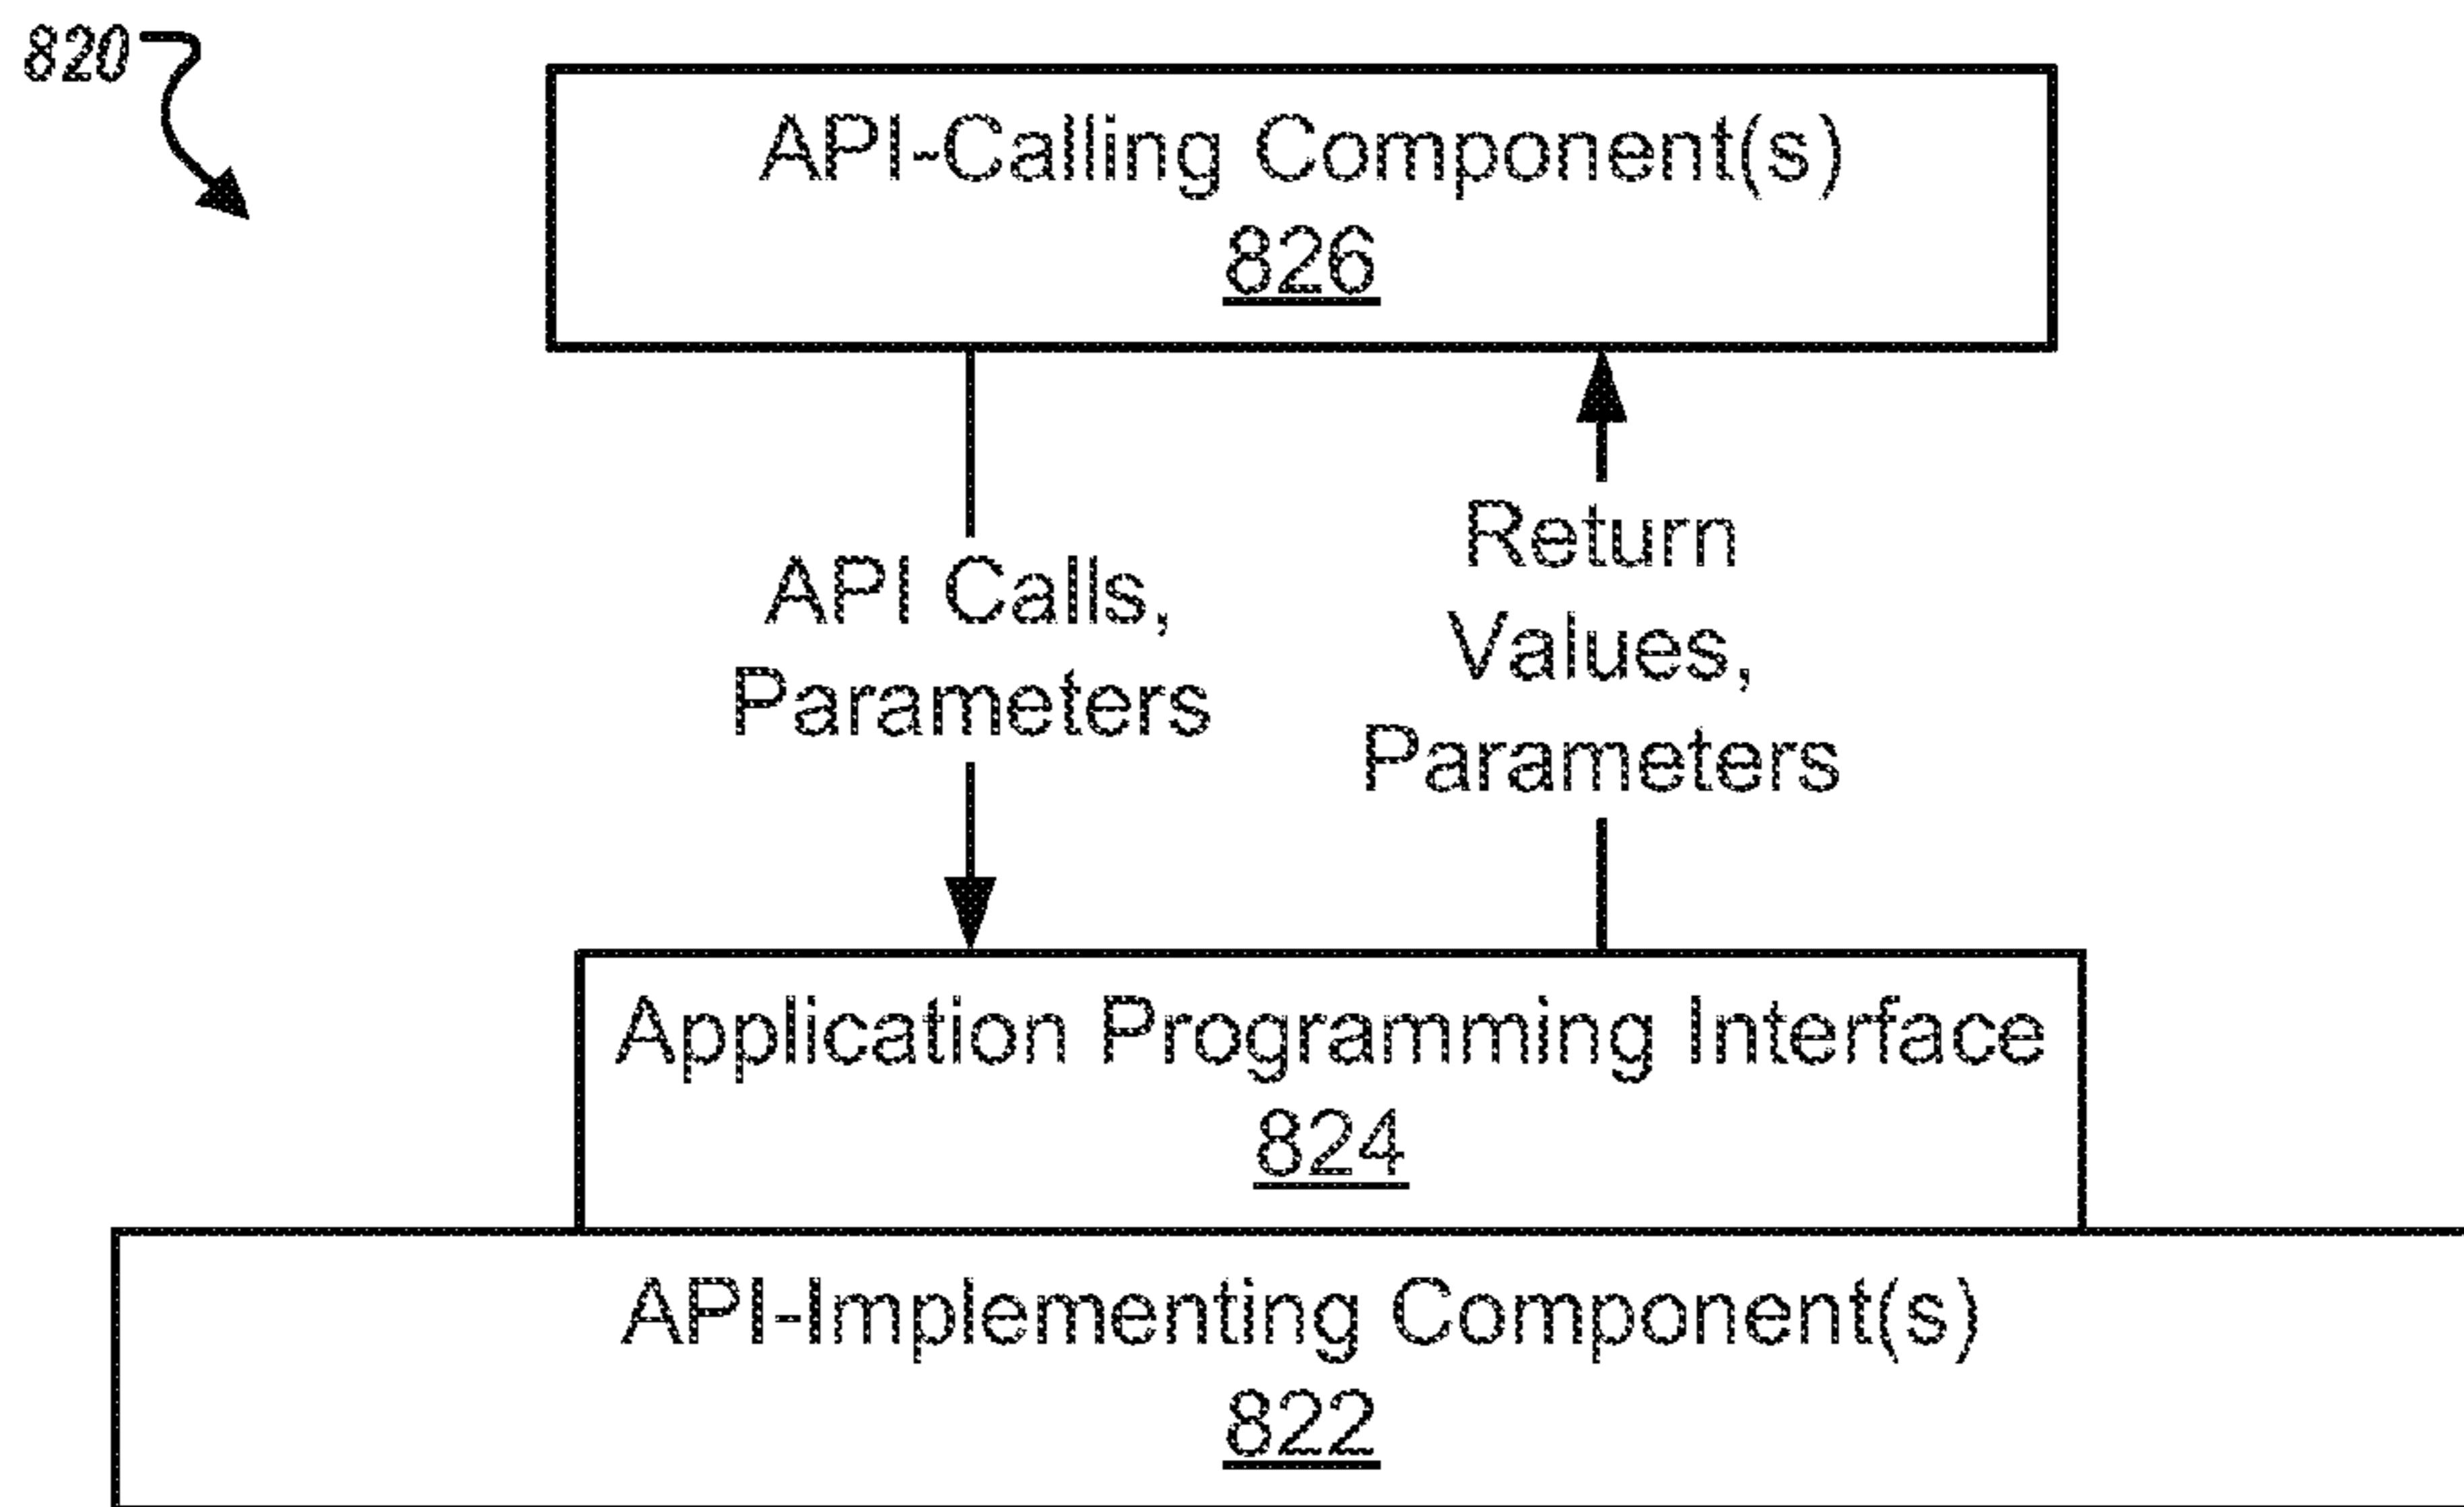 820
API-Calling Component(s)
826
API Calls,
Parameters
Return
Values,
Parameters
Application Programming Interface
824
API-Implementing Component(s)
822